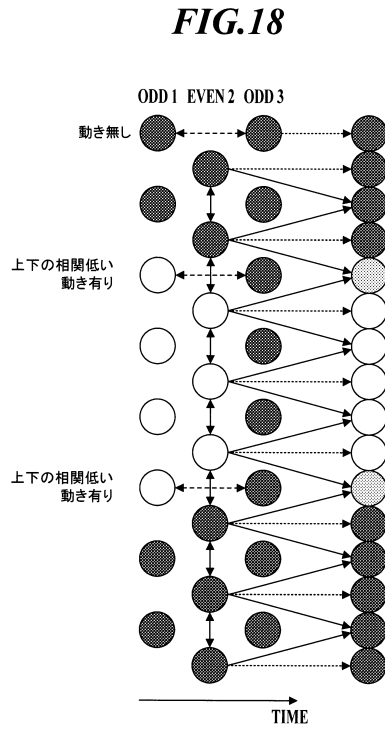 FIG.18
ODD 1 EVEN 2 ODD 3
動き無し
上下の相関低い
動き有り
上下の相関低い
動き有り
TIME